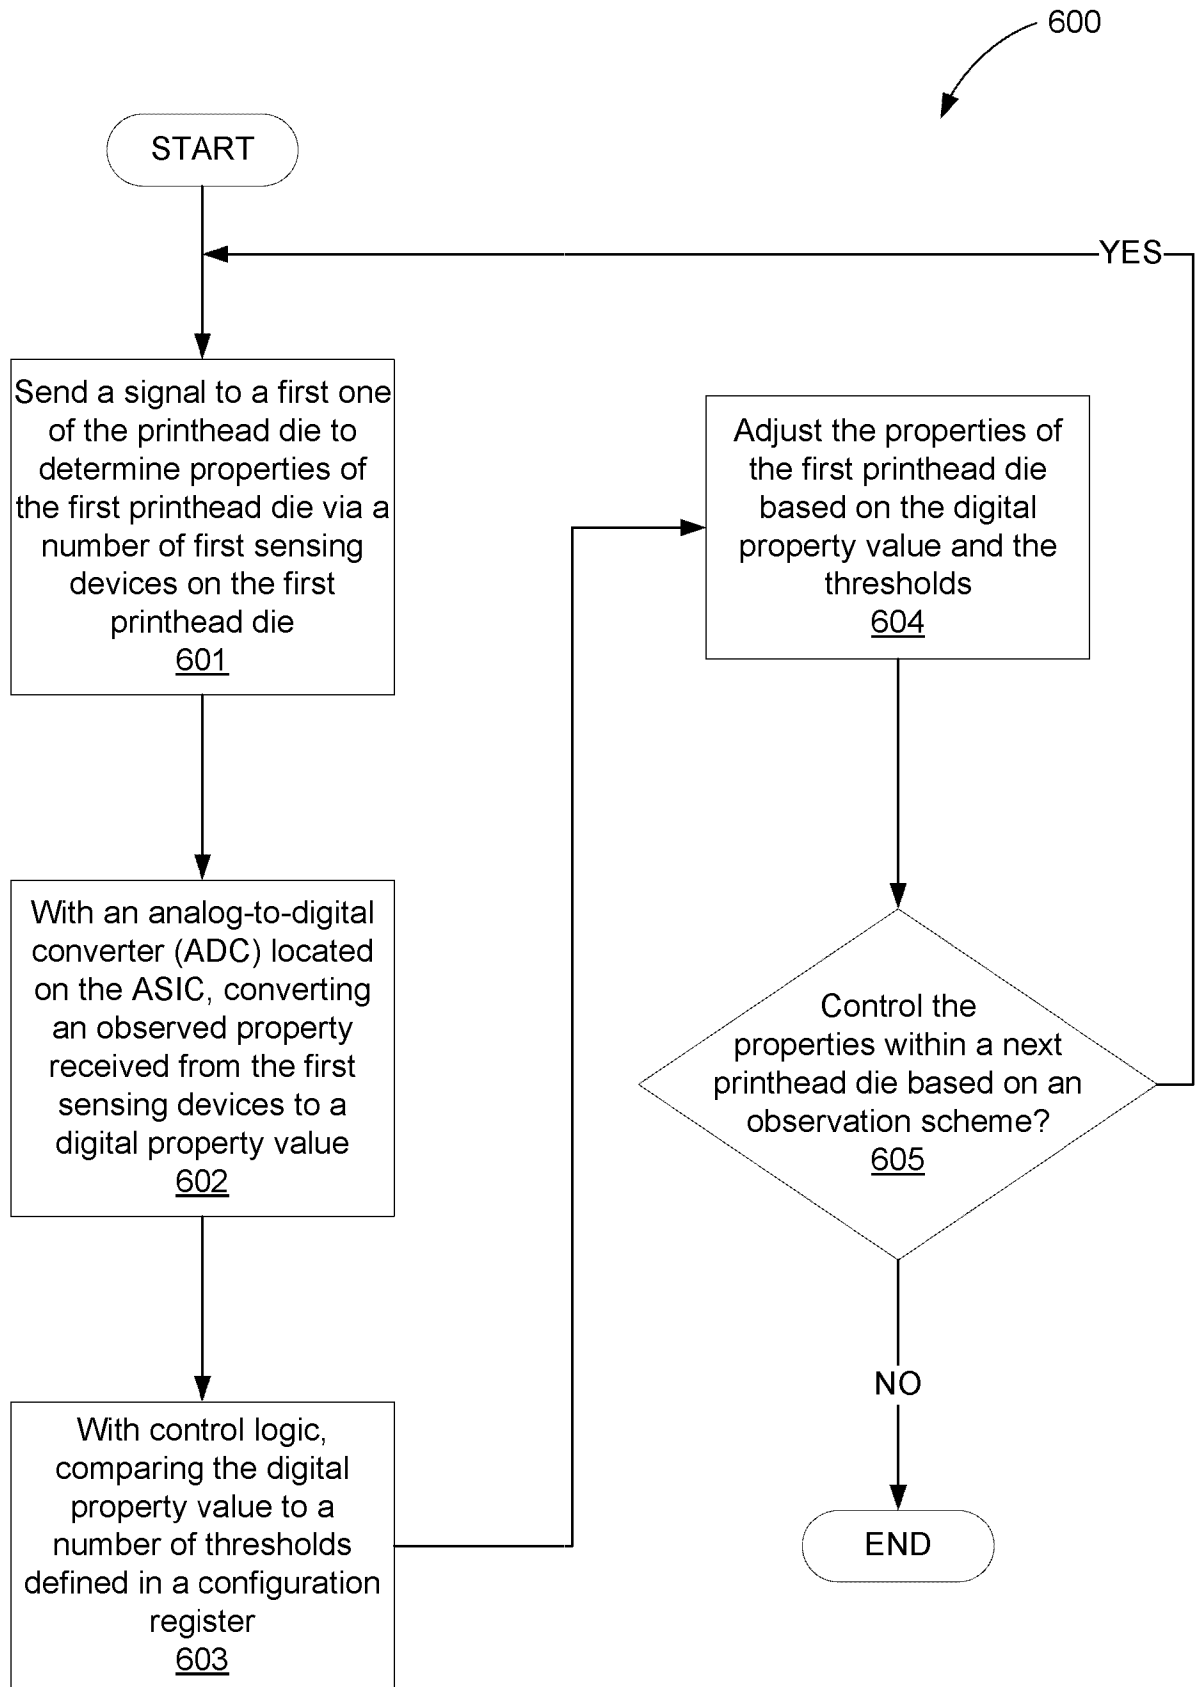 600
START
YES
Send a signal to a first one
of the printhead die to
determine properties of
the first printhead die via a
number of first sensing
devices on the first
printhead die
601
With an analog-to-digital
converter (ADC) located
on the ASIC, converting
an observed property
received from the first
sensing devices to a
digital property value
602
With control logic,
comparing the digital
property value to a
number of thresholds
defined in a configuration
register
603
Adjust the properties of
the first printhead die
based on the digital
property value and the
thresholds
604
Control the
properties within a next
printhead die based on an
observation scheme?
605
NO
END